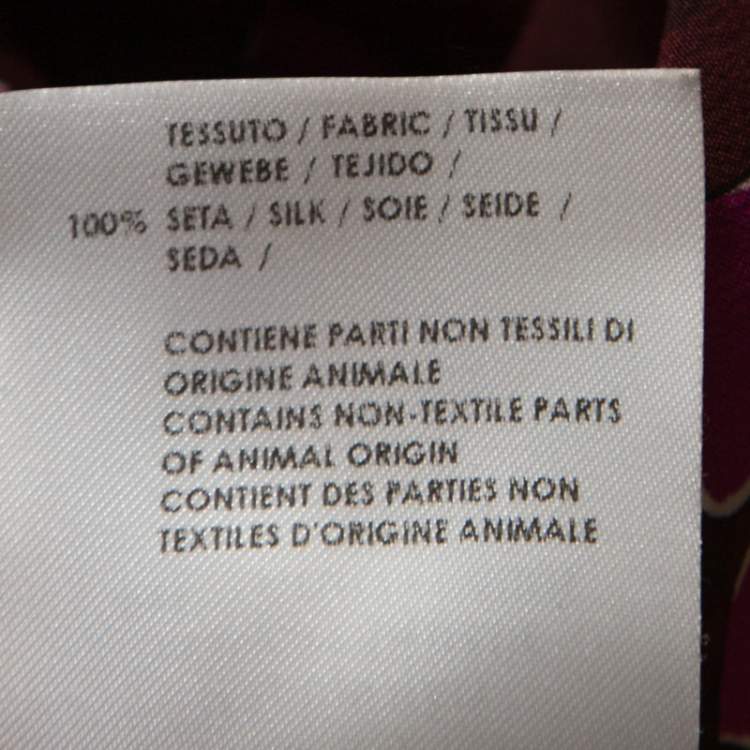 TESSUTO / FABRIC / TISSU /
GEWEBE / TEJIDO /
100% SETA / SILK / SOIE / SEIDE /
SEDA /
CONTIENE PARTI NON TESSILI DI
ORIGINE ANIMALE
CONTAINS NON-TEXTILE PARTS
OF ANIMAL ORIGIN
CONTIENT DES PARTIES NON
TEXTILES D'ORIGINE ANIMALE